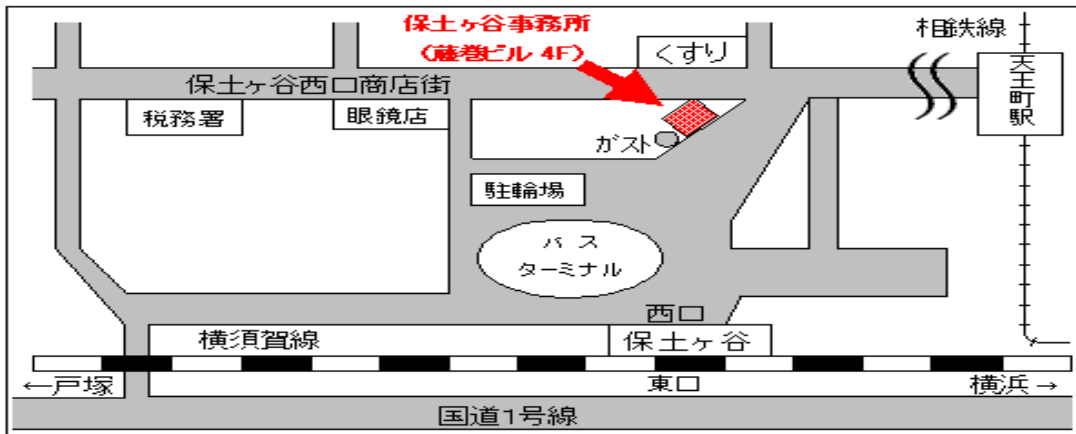 保土ヶ谷事務所
(藤巻ビル 4F)
相鉄線
くすり
天王町駅
保土ヶ谷西口商店街
税務署
眼鏡店
ガスト
駐輪場
バス
ターミナル
西口
横須賀線
保土ヶ谷
←戸塚
東口
横浜→
国道1号線